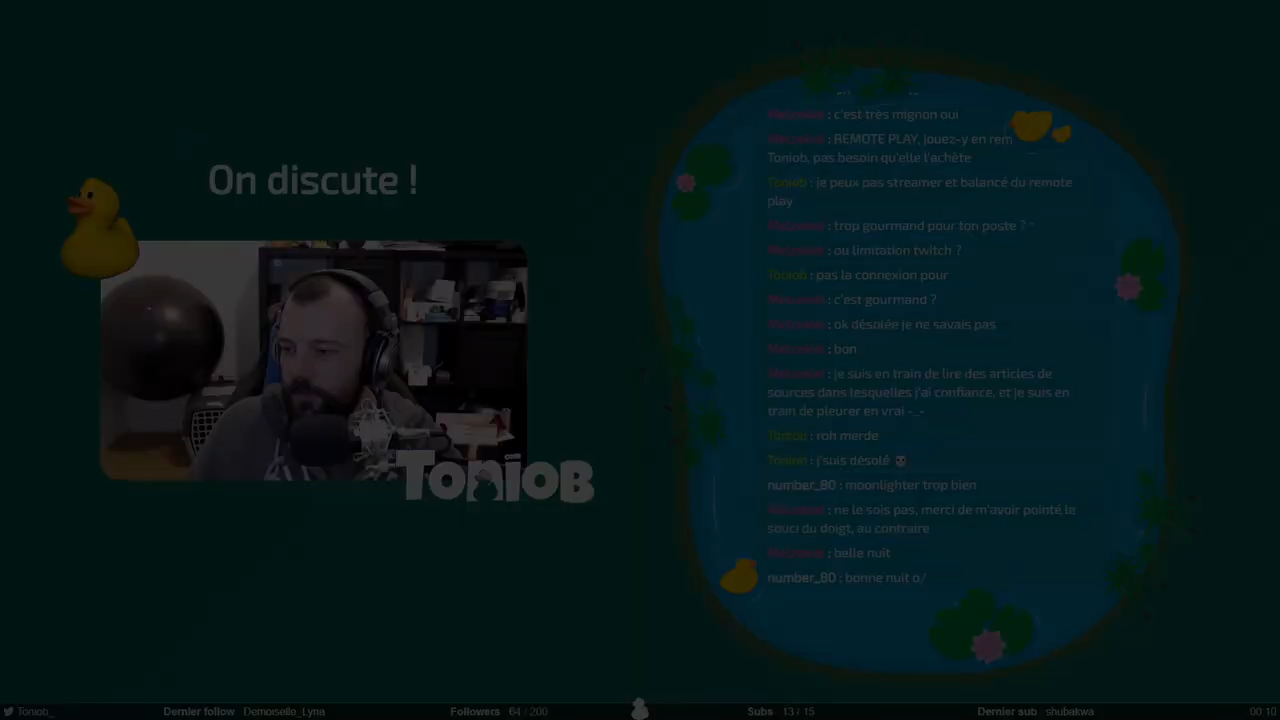 On discute !
TONIOB
.com
: c'est très mignon oui
: REMOTE PLAY, jouez-y en rem
Toniob, pas besoin qu'elle l'achète
Toniob : je peux pas streamer et balancé du remote
play
: trop gourmand pour ton poste ? ^
: ou limitation twitch ?
Toniob : pas la connexion pour
: c'est gourmand ?
: ok désolée je ne savais pas
: bon
: je suis en train de lire des articles de
sources dans lesquelles j'ai confiance, et je suis en
train de pleurer en vrai -_-
Toniob : roh merde
Toniob : j'suis désolé
number_80 : moonlighter trop bien
: ne le sois pas, merci de m'avoir pointé le
souci du doigt, au contraire
: belle nuit
number_80 : bonne nuit o/
Toniob_
Dernier follow Demoiselle_Lyna
Followers 64 / 200
Subs 13 / 15
Dernier sub shubakwa
00:10